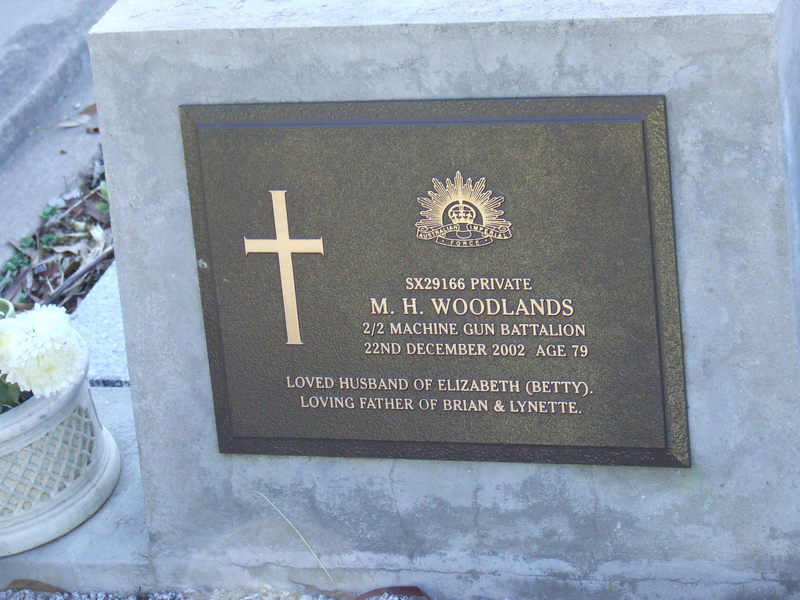 AUSTRALIAN IMPERIAL
FORCE
SX29166 PRIVATE
M. H. WOODLANDS
2/2 MACHINE GUN BATTALION
22ND DECEMBER 2002 AGE 79
LOVED HUSBAND OF ELIZABETH (BETTY).
LOVING FATHER OF BRIAN & LYNETTE.